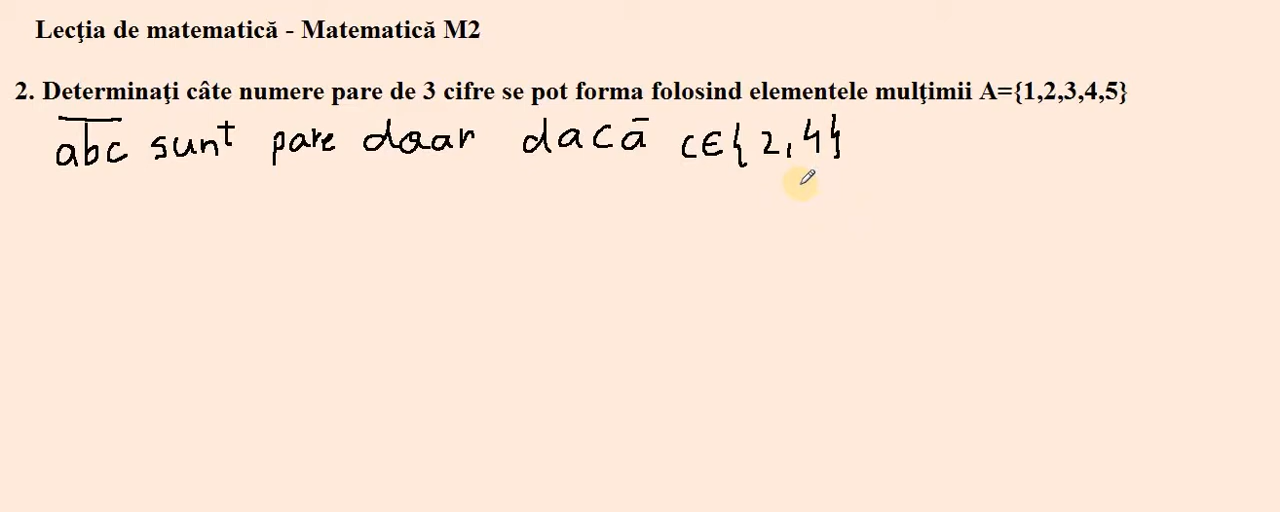 Lecţia de matematică - Matematică M2
2. Determinaţi câte numere pare de 3 cifre se pot forma folosind elementele mulţimii A={1,2,3,4,5}
abc sunt pare doar dacă c∈{2,4}